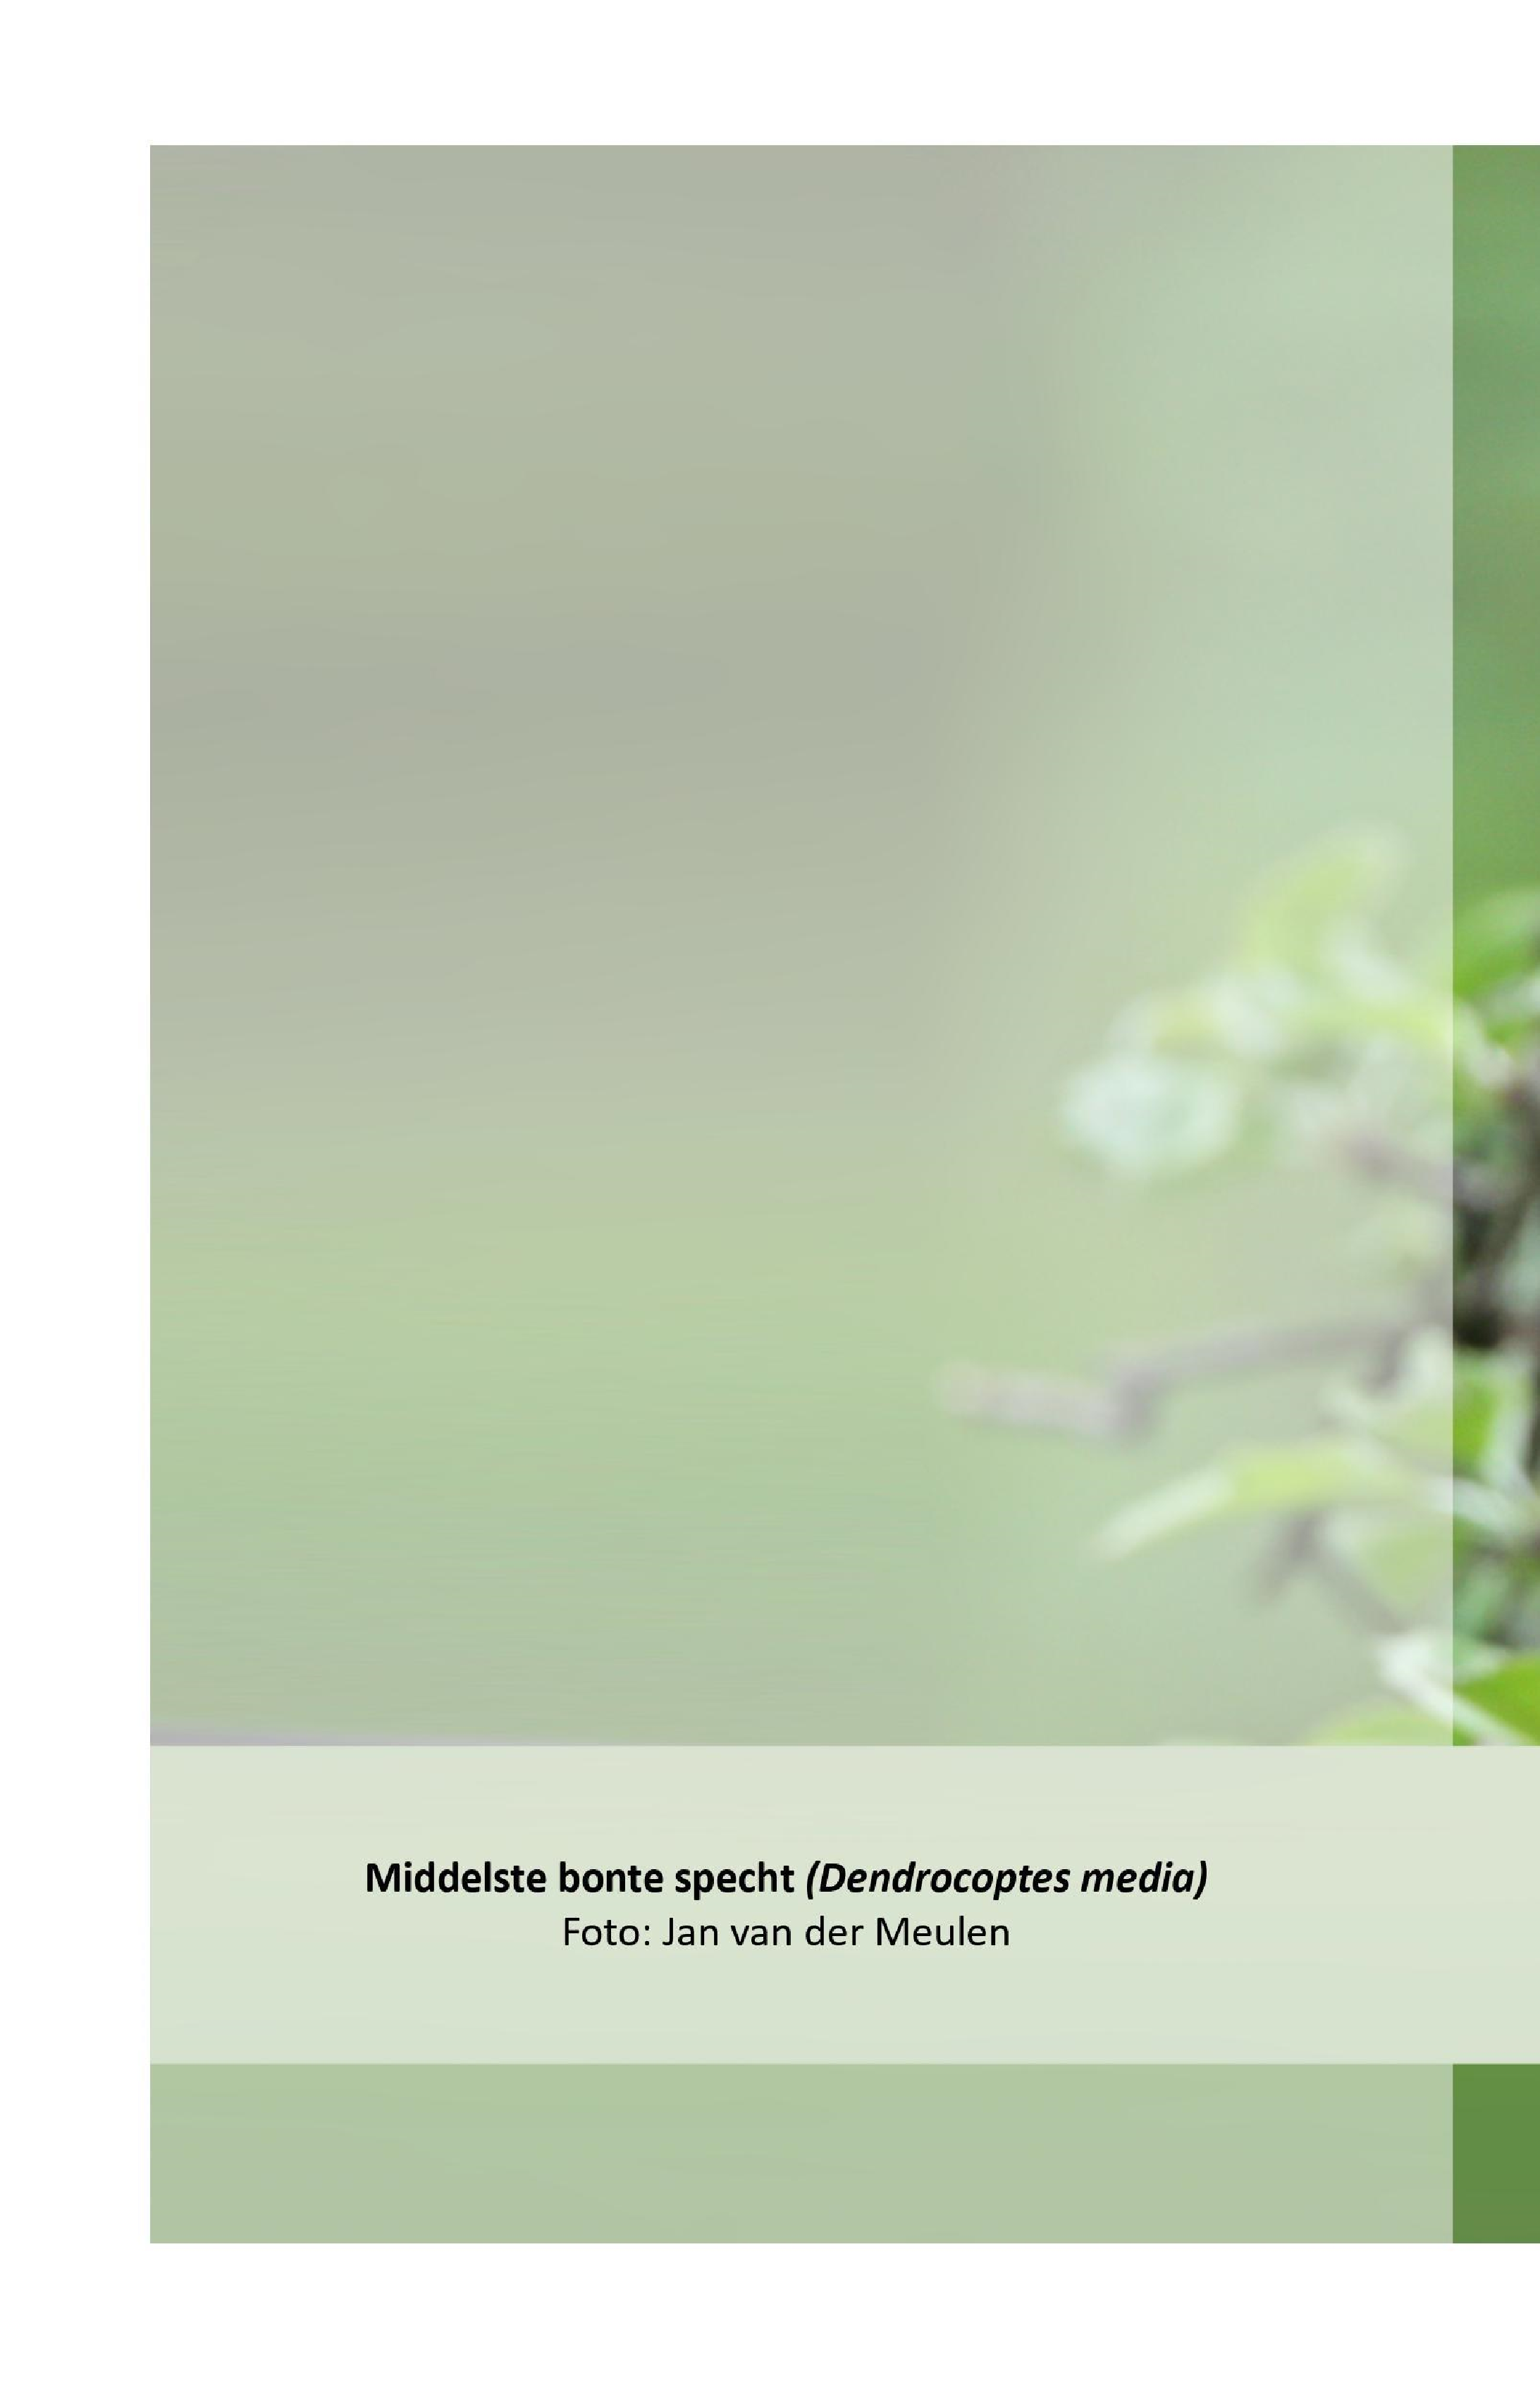 Middelste bonte specht (Dendrocoptes media)
Foto: Jan van der Meulen